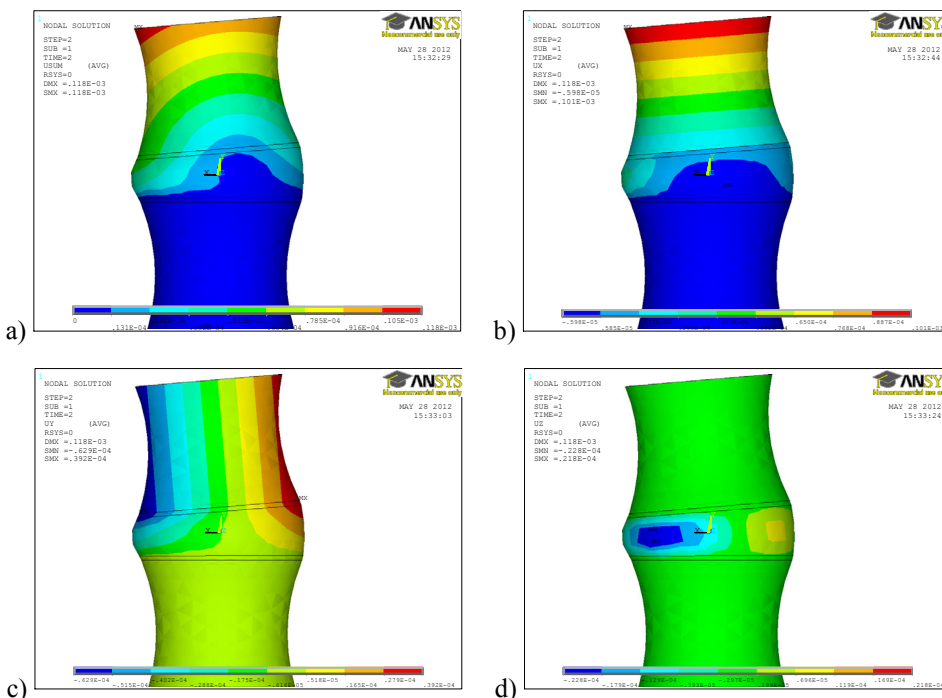 1
NODAL SOLUTION
STEP=2
SUB =1
TIME=2
USUM (AVG)
RSYS=0
DMX =.118E-03
SMX =.118E-03
MX
ANSYS
Noncommercial use only
MAY 28 2012
15:32:29
0
.131E-04
.785E-04
.916E-04
.105E-03
.118E-03
a)
1
NODAL SOLUTION
STEP=2
SUB =1
TIME=2
UX (AVG)
RSYS=0
DMX =.118E-03
SMN =-.598E-05
SMX =.101E-03
MX
ANSYS
Noncommercial use only
MAY 28 2012
15:32:44
-.598E-05
.585E-05
.650E-04
.768E-04
.887E-04
.101E-03
b)
1
NODAL SOLUTION
STEP=2
SUB =1
TIME=2
UY (AVG)
RSYS=0
DMX =.118E-03
SMN =-.629E-04
SMX =.392E-04
MX
ANSYS
Noncommercial use only
MAY 28 2012
15:33:03
-.629E-04
-.515E-04
-.402E-04
-.288E-04
-.175E-04
-.616E-05
.518E-05
.165E-04
.279E-04
.392E-04
c)
1
NODAL SOLUTION
STEP=2
SUB =1
TIME=2
UZ (AVG)
RSYS=0
DMX =.118E-03
SMN =-.228E-04
SMX =.218E-04
ANSYS
Noncommercial use only
MAY 28 2012
15:33:24
-.228E-04
-.179E-04
-.129E-04
-.297E-05
.119E-04
.169E-04
.218E-04
d)